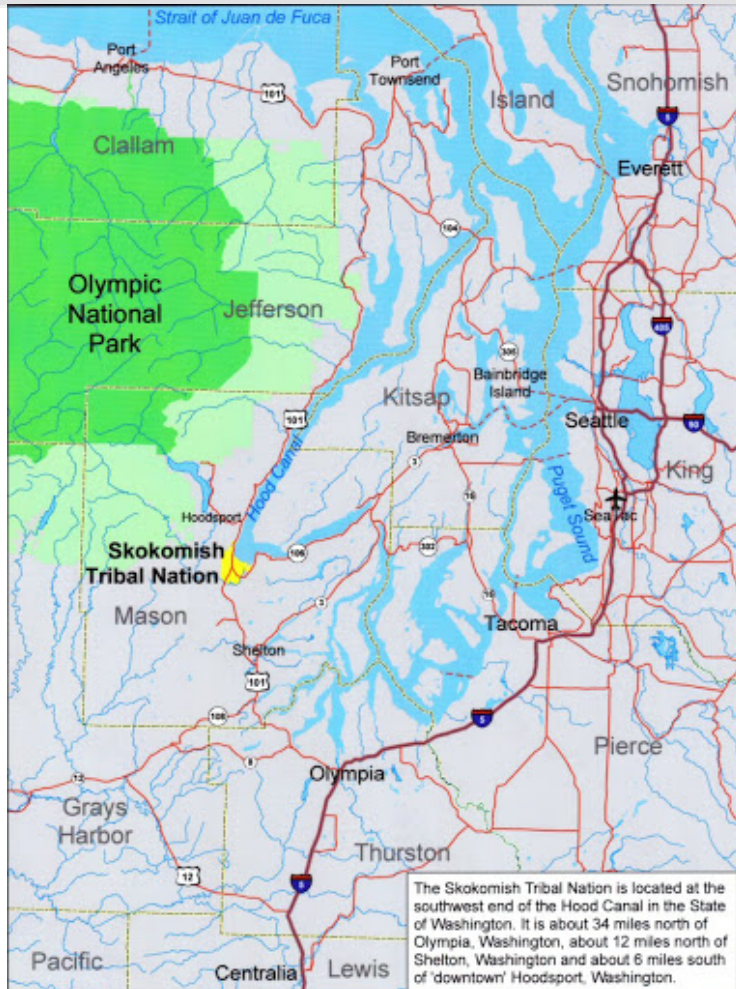 Strait of Juan de Fuca
Port
Angeles
Port
Townsend
Snohomish
101
Island
5
Clallam
Everett
104
Olympic
National
Park
Jefferson
405
305
Bainbridge
Island
Kitsap
101
Seattle
90
Bremerton
Hood Canal
3
King
16
Puget Sound
Hoodsport
SeaTac
Skokomish
Tribal Nation
106
302
Mason
3
16
Tacoma
Shelton
101
108
5
8
Pierce
12
Olympia
Grays
Harbor
Thurston
12
5
The Skokomish Tribal Nation is located at the
southwest end of the Hood Canal in the State
of Washington. It is about 34 miles north of
Olympia, Washington, about 12 miles north of
Shelton, Washington and about 6 miles south
of 'downtown' Hoodsport, Washington.
Pacific
Centralia
Lewis